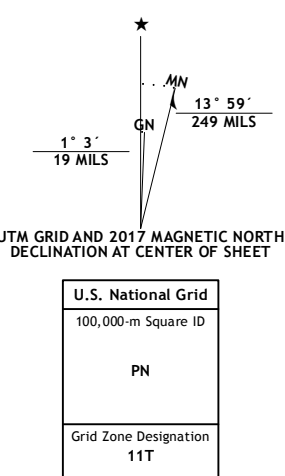 ★
MN
GN
13° 59´
249 MILS
1° 3´
19 MILS
UTM GRID AND 2017 MAGNETIC NORTH
DECLINATION AT CENTER OF SHEET
U.S. National Grid
100,000-m Square ID
PN
Grid Zone Designation
11T